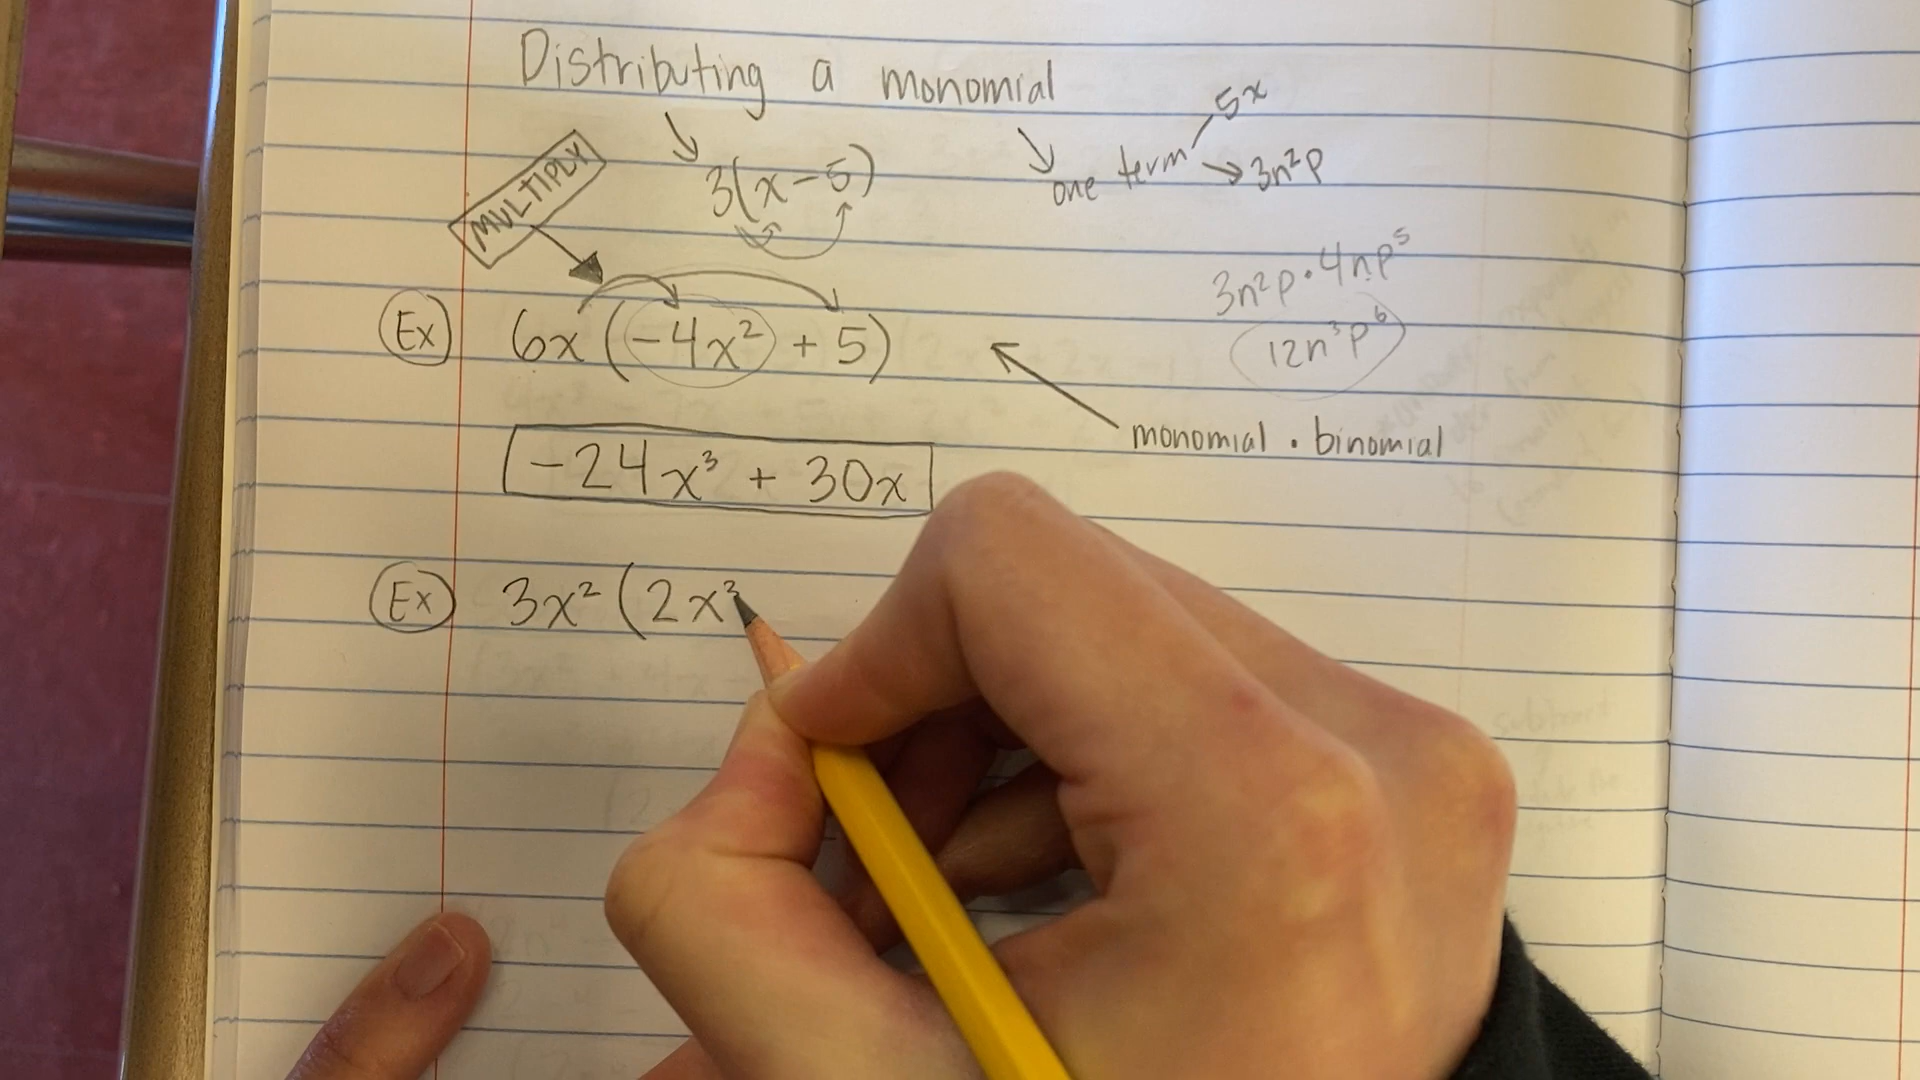 Distributing a monomial
5x
MULTIPLY
3(x-5)
one term
3n²p
3n²p·4np⁵
12n³p⁶
Ex 6x(-4x²+5)
monomial · binomial
-24x³ + 30x
Ex 3x²(2x³
subtract